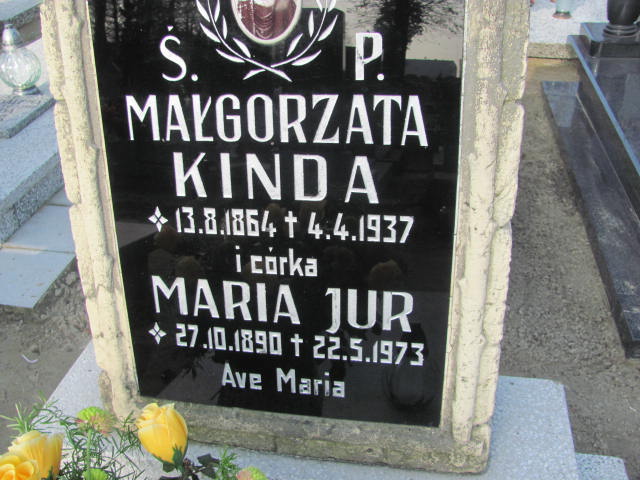 Ś. P.
MAŁGORZATA
KINDA
13.8.1864 † 4.4.1937
i córka
MARIA JUR
27.10.1890 † 22.5.1973
Ave Maria